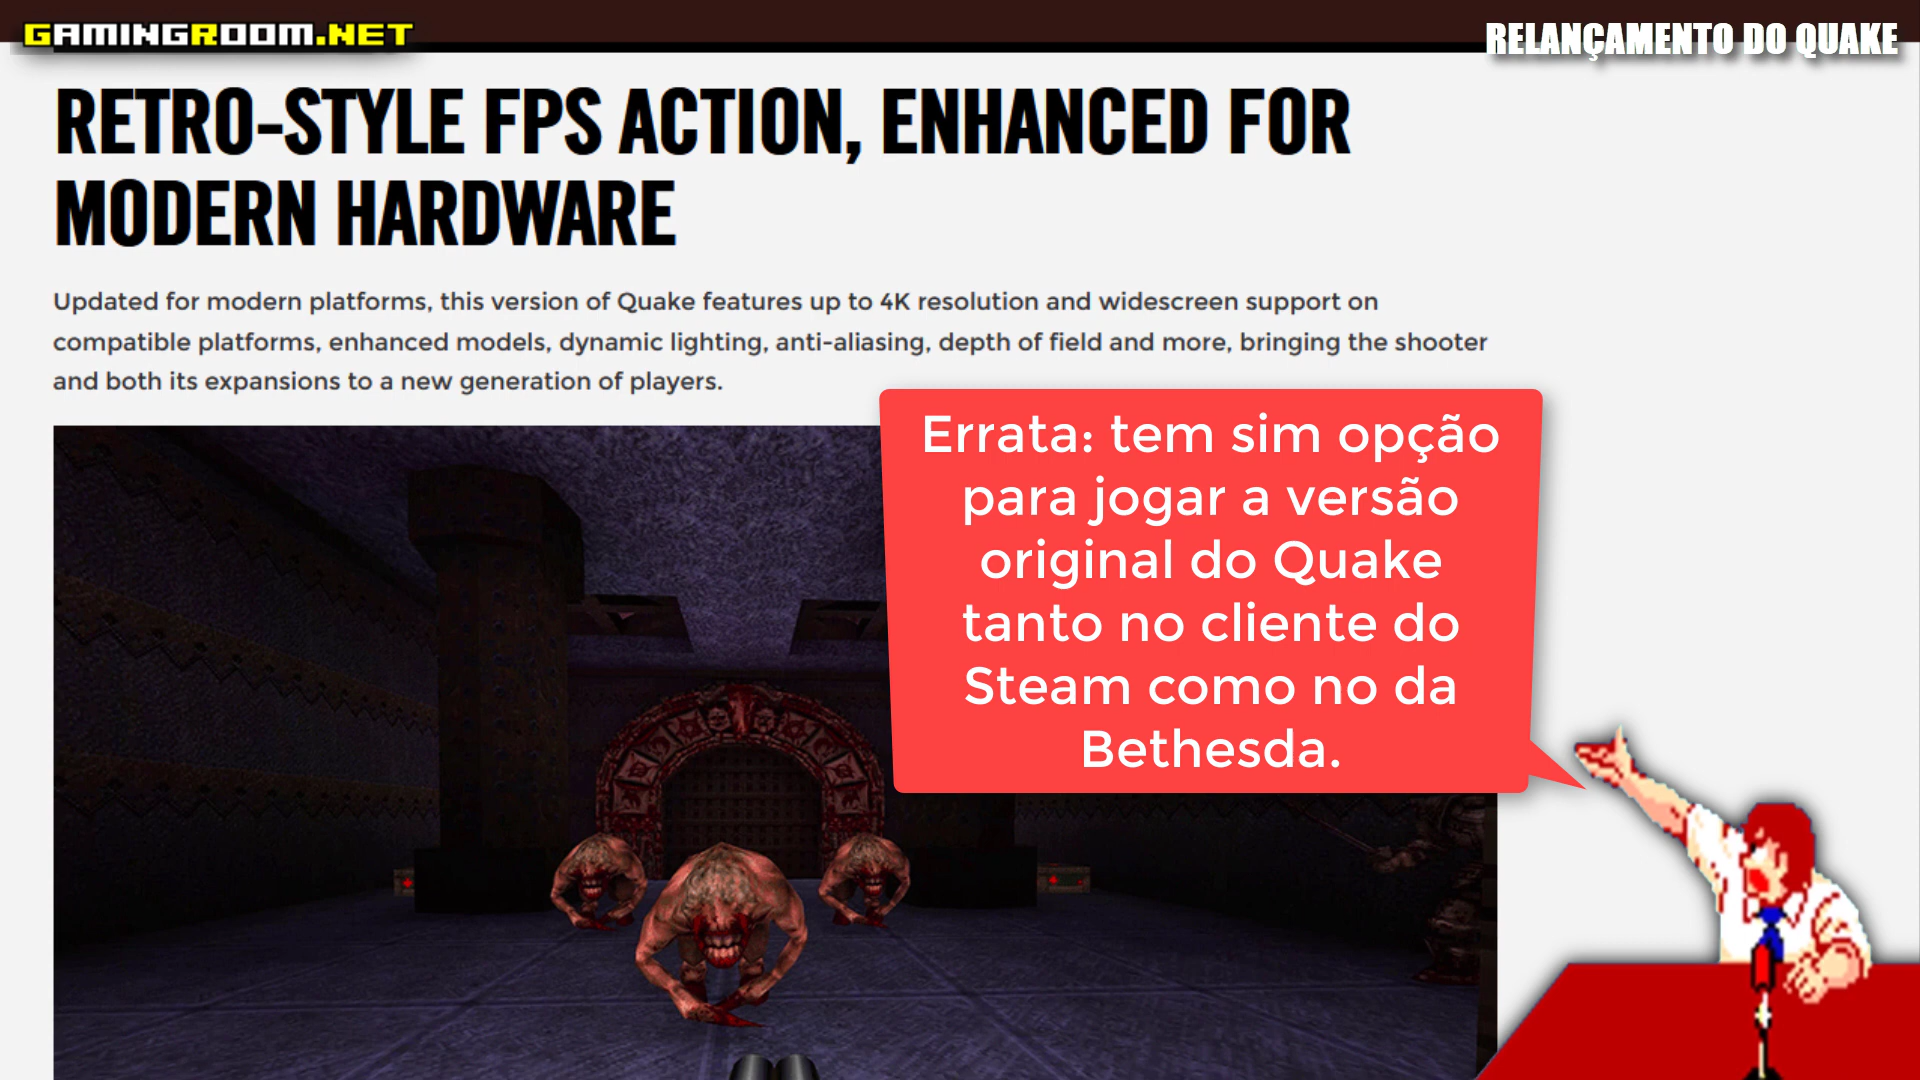 GAMINGROOM.NET
RELANÇAMENTO DO QUAKE
RETRO-STYLE FPS ACTION, ENHANCED FOR
MODERN HARDWARE
Updated for modern platforms, this version of Quake features up to 4K resolution and widescreen support on
compatible platforms, enhanced models, dynamic lighting, anti-aliasing, depth of field and more, bringing the shooter
and both its expansions to a new generation of players.
Errata: tem sim opção
para jogar a versão
original do Quake
tanto no cliente do
Steam como no da
Bethesda.